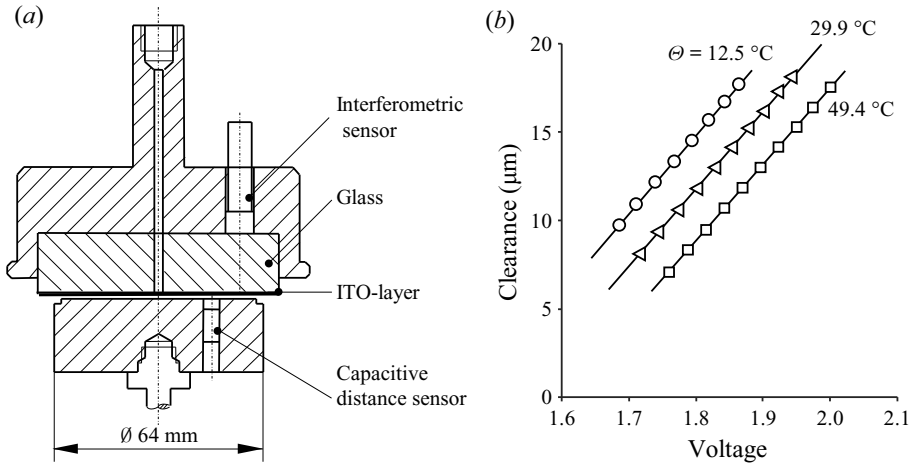 (a)
Interferometric
sensor
Glass
ITO-layer
Capacitive
distance sensor
Ø 64 mm
(b)
Θ = 12.5 °C
29.9 °C
49.4 °C
Clearance (μm)
20
15
10
5
0
1.6
1.7
1.8
1.9
2.0
2.1
Voltage